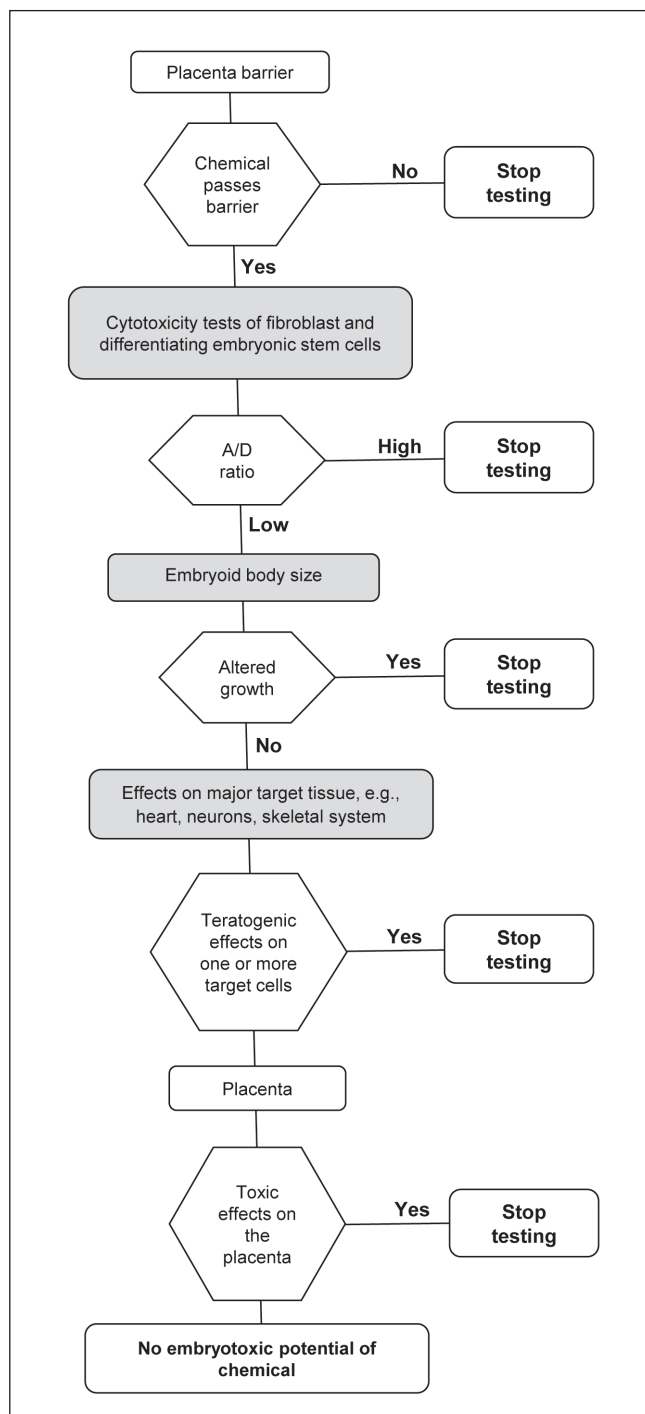 Placenta barrier
Chemical
passes
barrier
No
Stop
testing
Yes
Cytotoxicity tests of fibroblast and
differentiating embryonic stem cells
A/D
ratio
High
Stop
testing
Low
Embryoid body size
Altered
growth
Yes
Stop
testing
No
Effects on major target tissue, e.g.,
heart, neurons, skeletal system
Teratogenic
effects on
one or more
target cells
Yes
Stop
testing
Placenta
Toxic
effects on
the
placenta
Yes
Stop
testing
No embryotoxic potential of
chemical